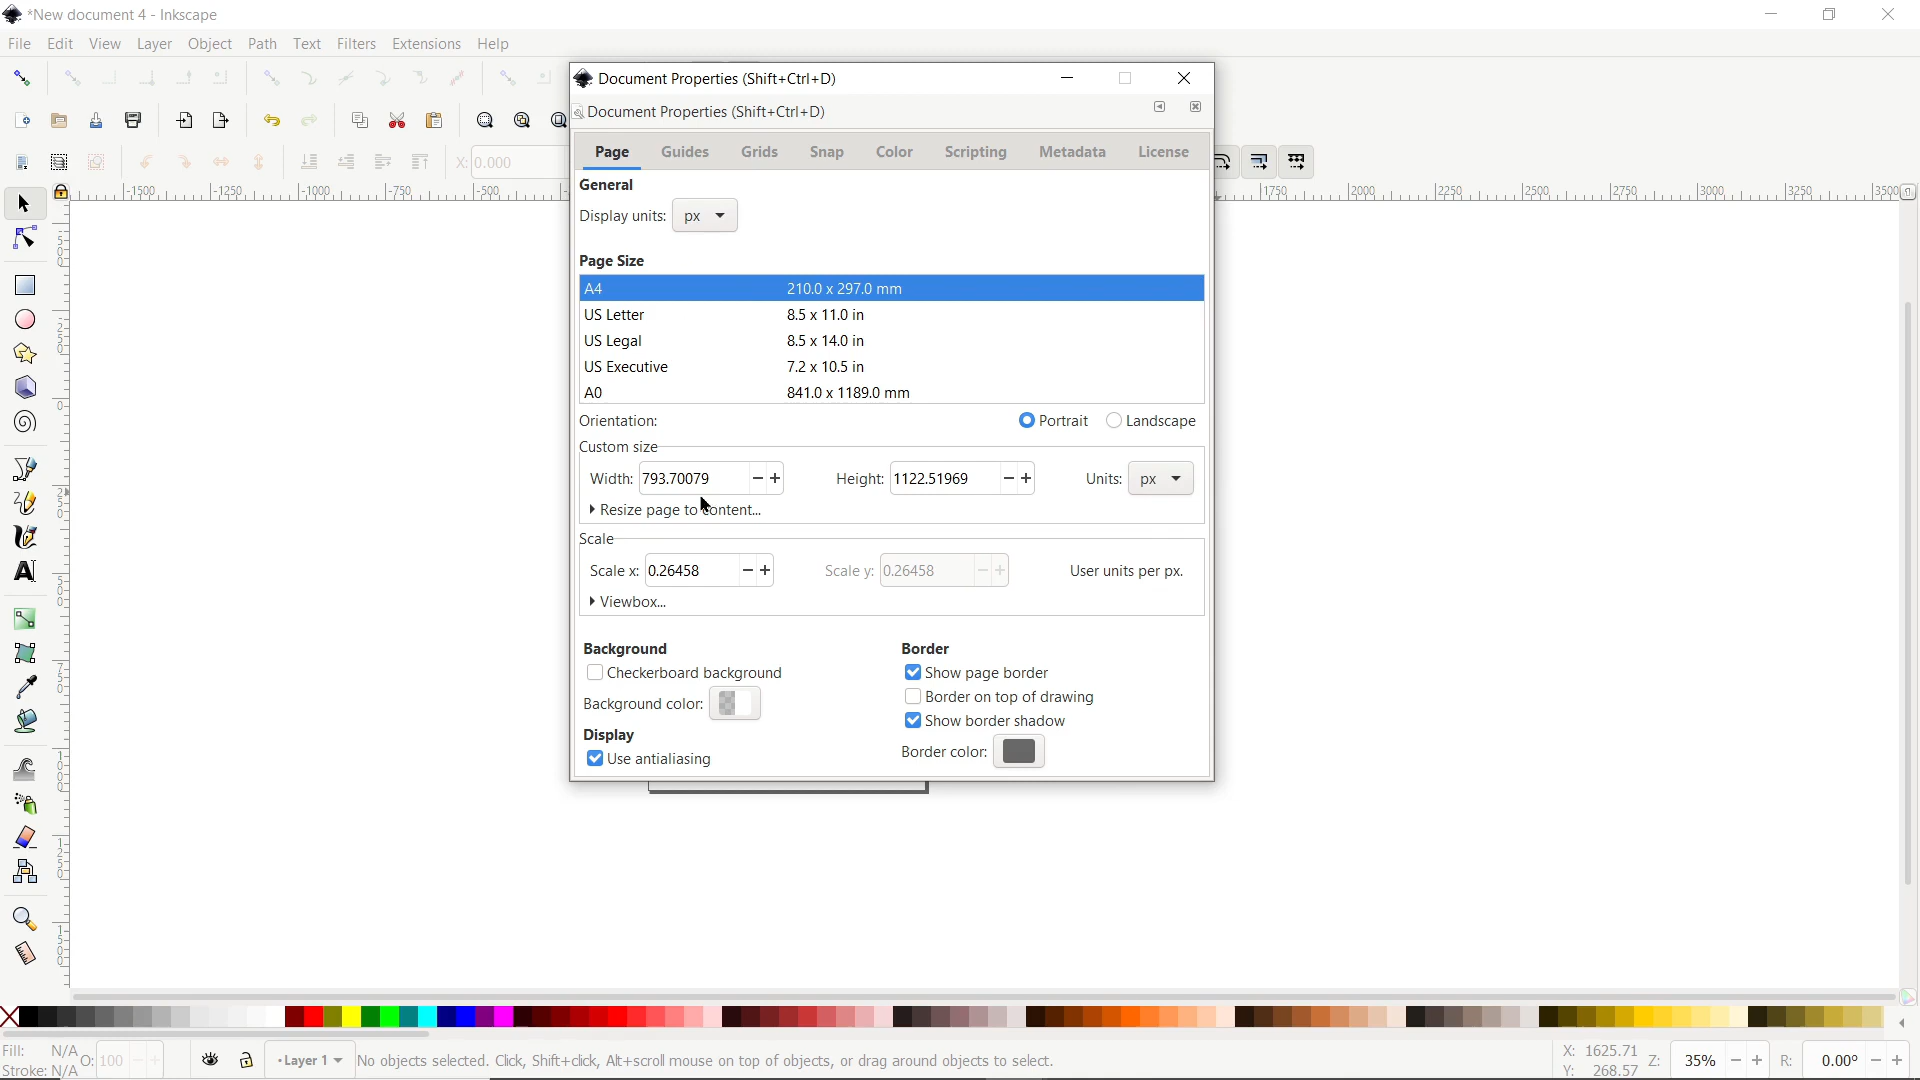 *New document 4 - Inkscape
File Edit View Layer Object Path Text Filters Extensions Help
Document Properties (Shift+Ctrl+D)
Document Properties (Shift+Ctrl+D)
X: 0.000
Page Guides Grids Snap Color Scripting Metadata License
-1500 -1250 -1000 -750 -500 1750 2000 2250 2500 2750 3000 3250 3500
General
Display units: px
Page Size
A4 210.0 x 297.0 mm
US Letter 8.5 x 11.0 in
US Legal 8.5 x 14.0 in
US Executive 7.2 x 10.5 in
A0 841.0 x 1189.0 mm
Orientation: Portrait Landscape
Custom size
Width: 793.70079 Height: 1122.51969 Units: px
Resize page to content...
Scale
Scale x: 0.26458 Scale y: 0.26458 User units per px.
Viewbox...
Background Border
Checkerboard background Show page border
Background color: Border on top of drawing
Display Show border shadow
Use antialiasing Border color:
Fill: N/A
Stroke: N/A
O: 100
Layer 1
No objects selected. Click, Shift+click, Alt+scroll mouse on top of objects, or drag around objects to select.
X: 1625.71
Y: 268.57
Z: 35% R: 0.00°